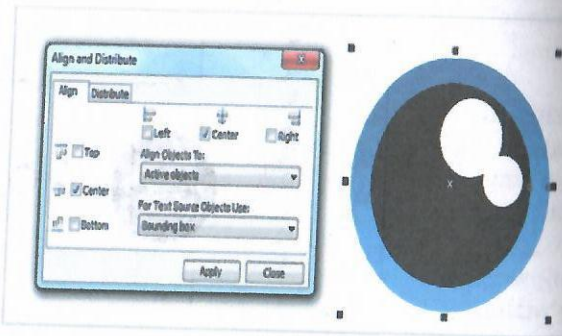 Align and Distribute
Align Distribute
Left Center Right
Top
Align Objects To:
Active objects
Center
For Text Source Objects Use:
Bottom
Bounding box
Apply Close